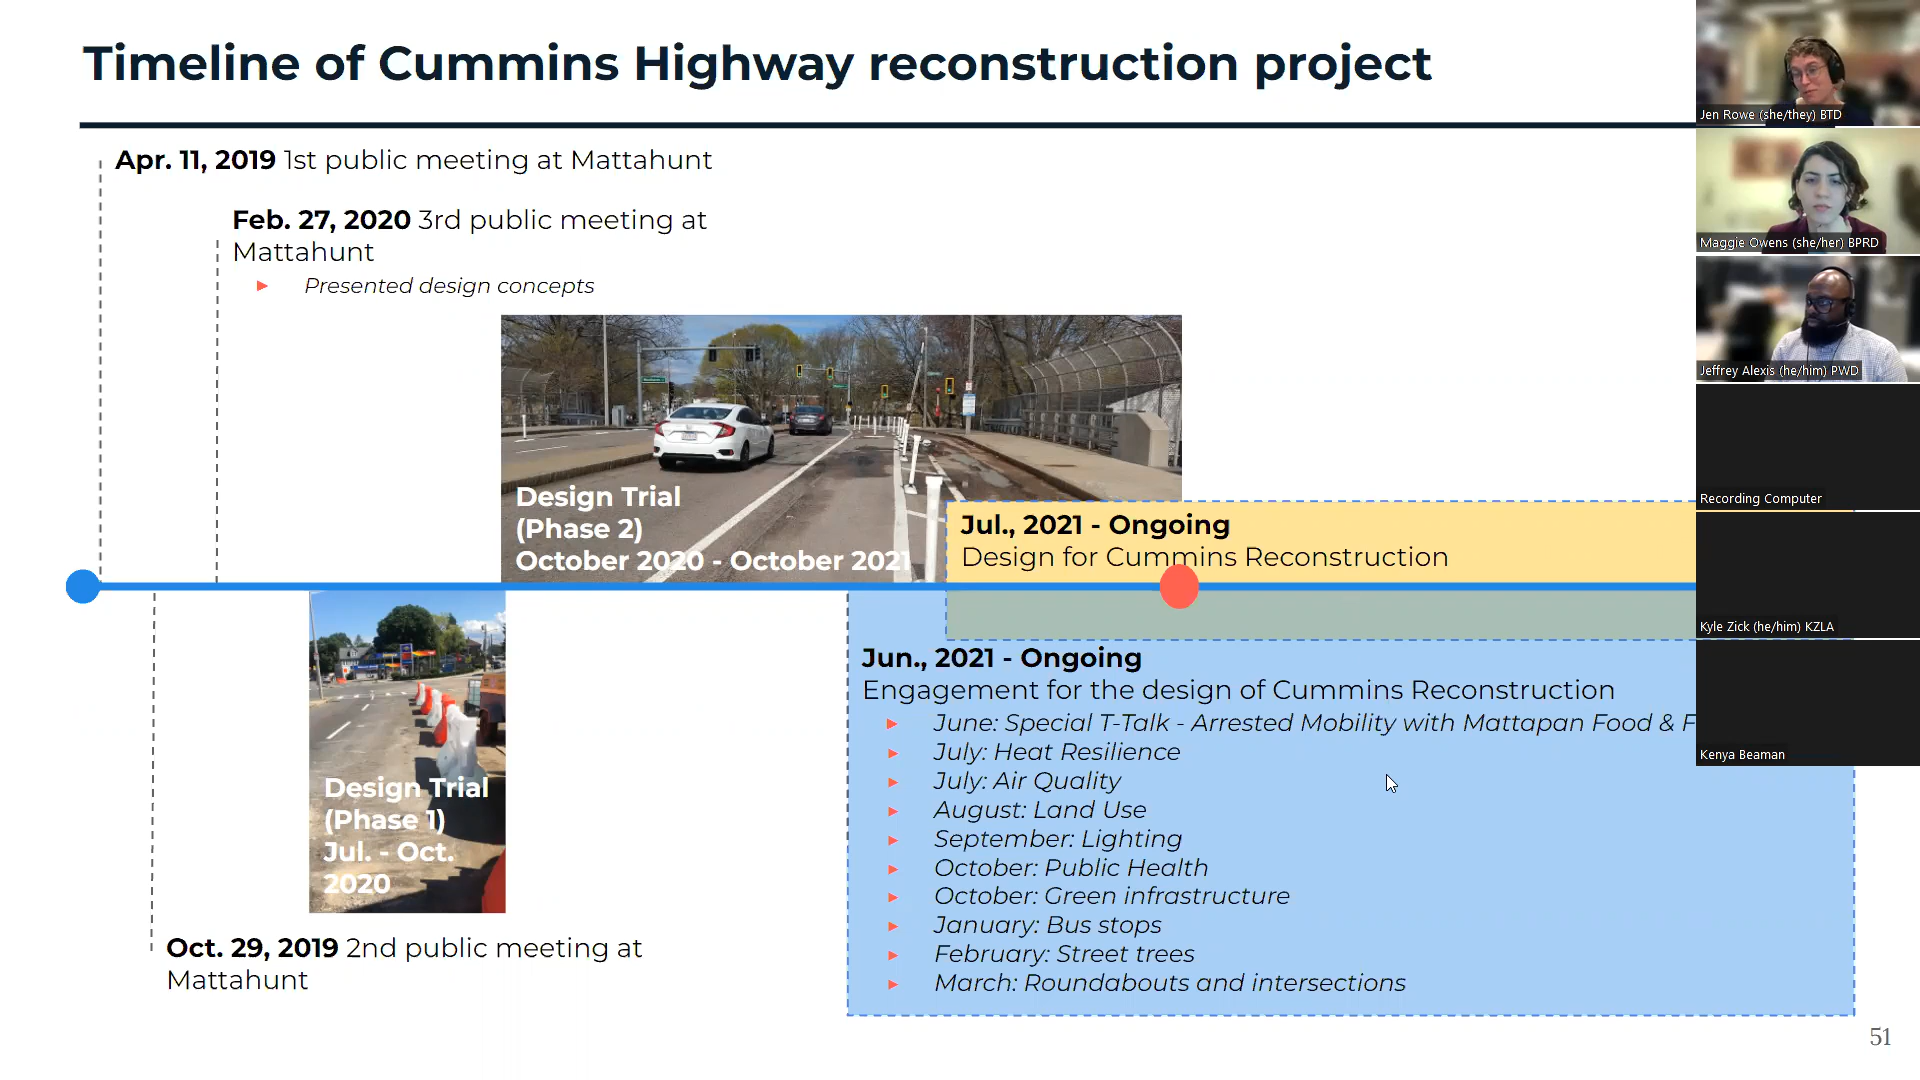 Timeline of Cummins Highway reconstruction project
Apr. 11, 2019 1st public meeting at Mattahunt
Feb. 27, 2020 3rd public meeting at
Mattahunt
Presented design concepts
Design Trial
(Phase 2)
October 2020 - October 2021
Jul., 2021 - Ongoing
Design for Cummins Reconstruction
Design Trial
(Phase 1)
Jul. - Oct.
2020
Oct. 29, 2019 2nd public meeting at
Mattahunt
Jun., 2021 - Ongoing
Engagement for the design of Cummins Reconstruction
June: Special T-Talk - Arrested Mobility with Mattapan Food & F
July: Heat Resilience
July: Air Quality
August: Land Use
September: Lighting
October: Public Health
October: Green infrastructure
January: Bus stops
February: Street trees
March: Roundabouts and intersections
51
Jen Rowe (she/they) BTD
Maggie Owens (she/her) BPRD
Jeffrey Alexis (he/him) PWD
Recording Computer
Kyle Zick (he/him) KZLA
Kenya Beaman